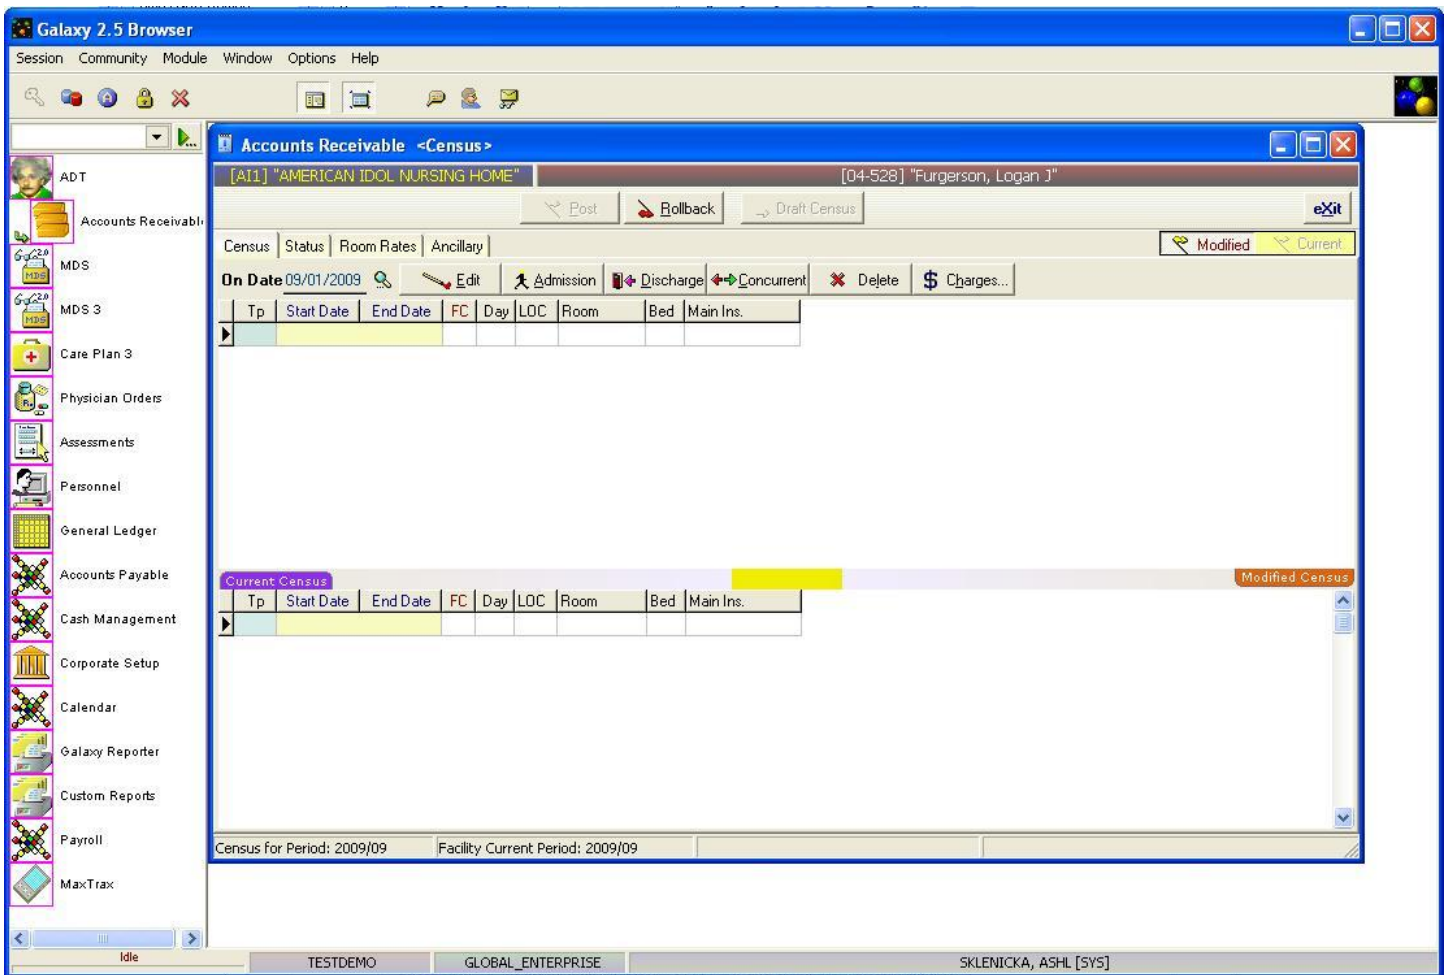 Galaxy 2.5 Browser
Session Community Module Window Options Help
Accounts Receivable <Census>
[AI1] "AMERICAN IDOL NURSING HOME" [04-528] "Furgerson, Logan J"
Post Rollback Draft Census eXit
Census Status Room Rates Ancillary Modified Current
On Date 09/01/2009 Edit Admission Discharge Concurrent Delete Charges...
Tp Start Date End Date FC Day LOC Room Bed Main Ins.
Current Census Modified Census
Tp Start Date End Date FC Day LOC Room Bed Main Ins.
Census for Period: 2009/09 Facility Current Period: 2009/09
ADT
Accounts Receivabl
MDS
MDS 3
Care Plan 3
Physician Orders
Assessments
Personnel
General Ledger
Accounts Payable
Cash Management
Corporate Setup
Calendar
Galaxy Reporter
Custom Reports
Payroll
MaxTrax
Idle TESTDEMO GLOBAL_ENTERPRISE SKLENICKA, ASHL [SYS]